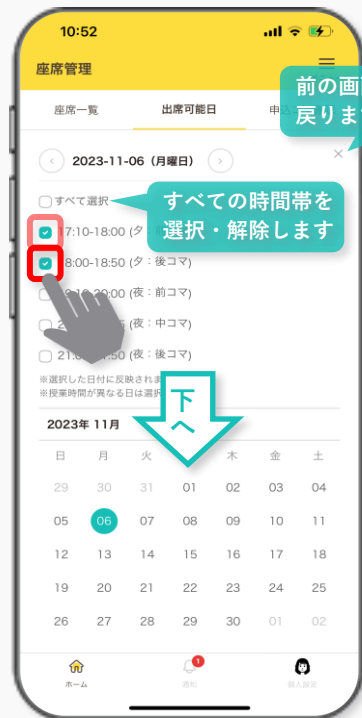 10:52
座席管理
前の画
戻りま
座席一覧 出席可能日 申
2023-11-06（月曜日）
すべて選択
すべての時間帯を
選択・解除します
17:10-18:00 (夕：
8:00-18:50 (夕：後コマ)
20:00 (夜：前コマ)
(夜：中コマ)
21:0 50 (夜：後コマ)
※選択した日付に反映されま
※授業時間が異なる日は選択
下
へ
2023年 11月
日 月 火 木 金 土
29 30 31 01 02 03 04
05 06 07 08 09 10 11
12 13 14 15 16 17 18
19 20 21 22 23 24 25
26 27 28 29 30 01 02
1
ホーム 通知 個人設定